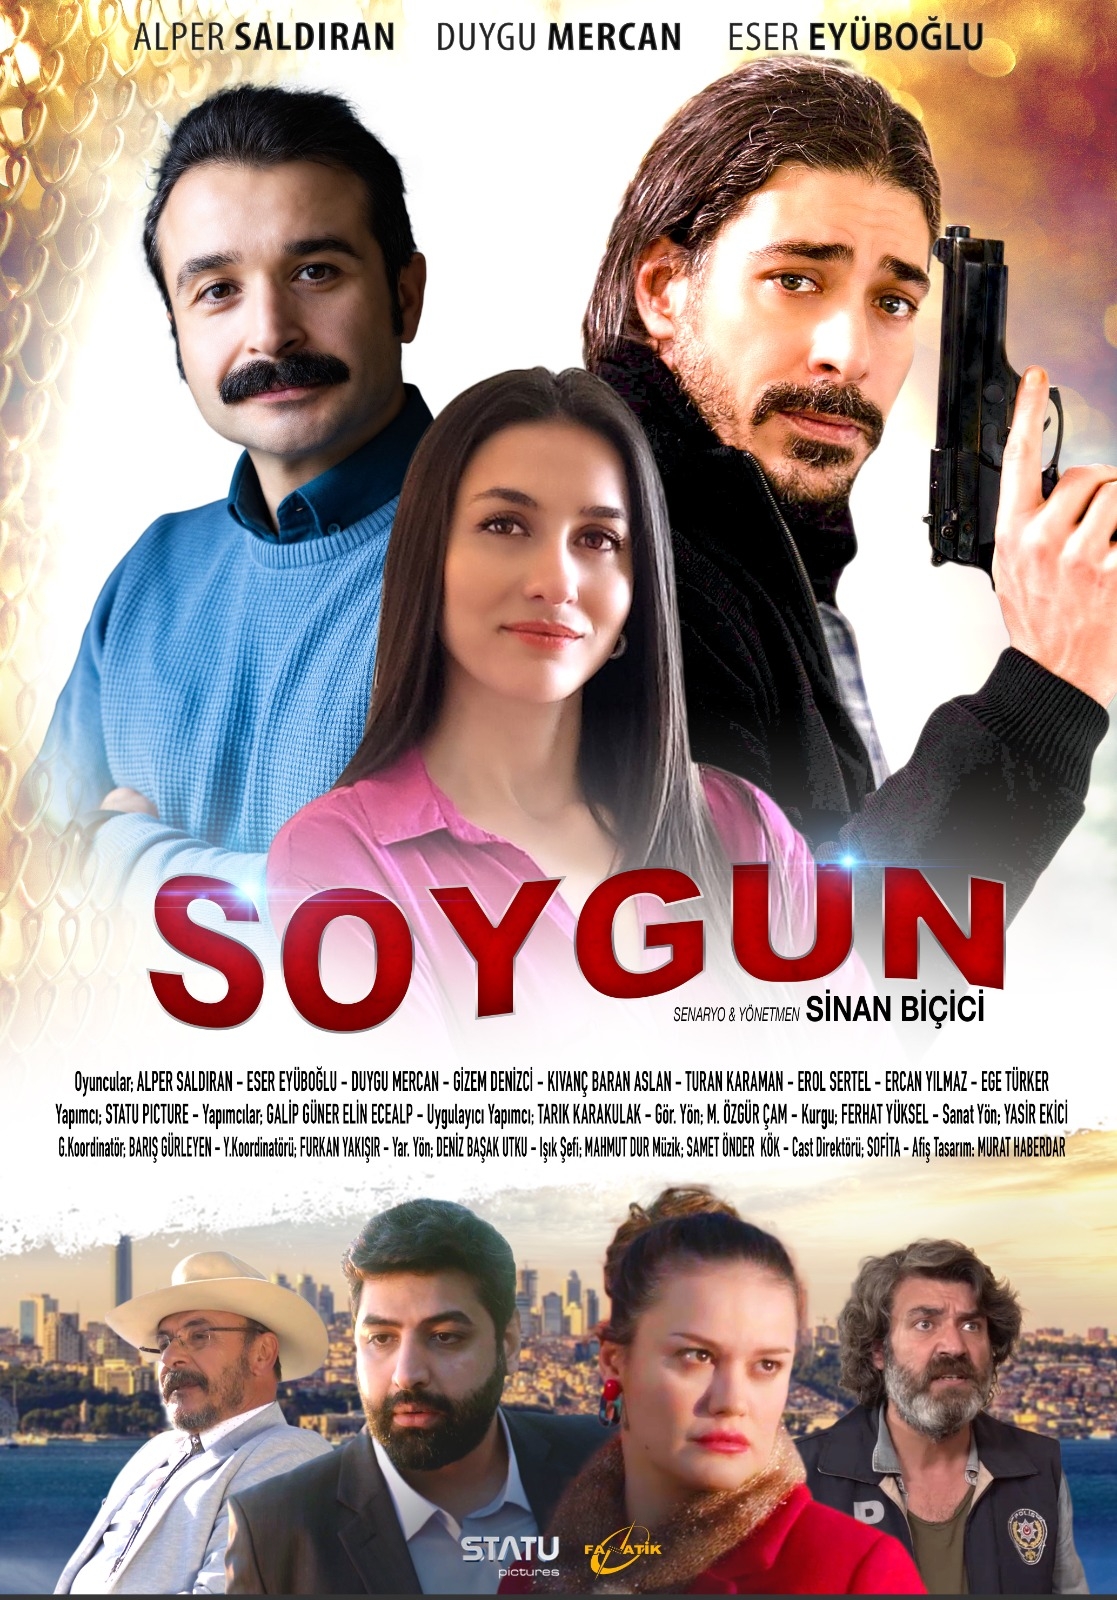 ALPER SALDIRAN DUYGU MERCAN ESER EYÜBOĞLU
SOYGUN
SENARYO & YÖNETMEN SİNAN BİÇİCİ
Oyuncular; ALPER SALDIRAN – ESER EYÜBOĞLU – DUYGU MERCAN – GİZEM DENİZCİ – KIVANÇ BARAN ASLAN – TURAN KARAMAN – EROL SERTEL – ERCAN YILMAZ – EGE TÜRKER
Yapımcı; STATU PICTURE – Yapımcılar; GALİP GÜNER ELİN ECEALP – Uygulayıcı Yapımcı; TARIK KARAKULAK – Gör. Yön; M. ÖZGÜR ÇAM – Kurgu; FERHAT YÜKSEL – Sanat Yön; YASİR EKİCİ
G.Koordinatör; BARIŞ GÜRLEYEN – Y.Koordinatörü; FURKAN YAKIŞIR – Yar. Yön; DENİZ BAŞAK UTKU – Işık Şefi; MAHMUT DUR Müzik; SAMET ÖNDER KÖK – Cast Direktörü; SOFİTA – Afiş Tasarım: MURAT HABERDAR
P
POLİS
STATU
pictures
FANATİK